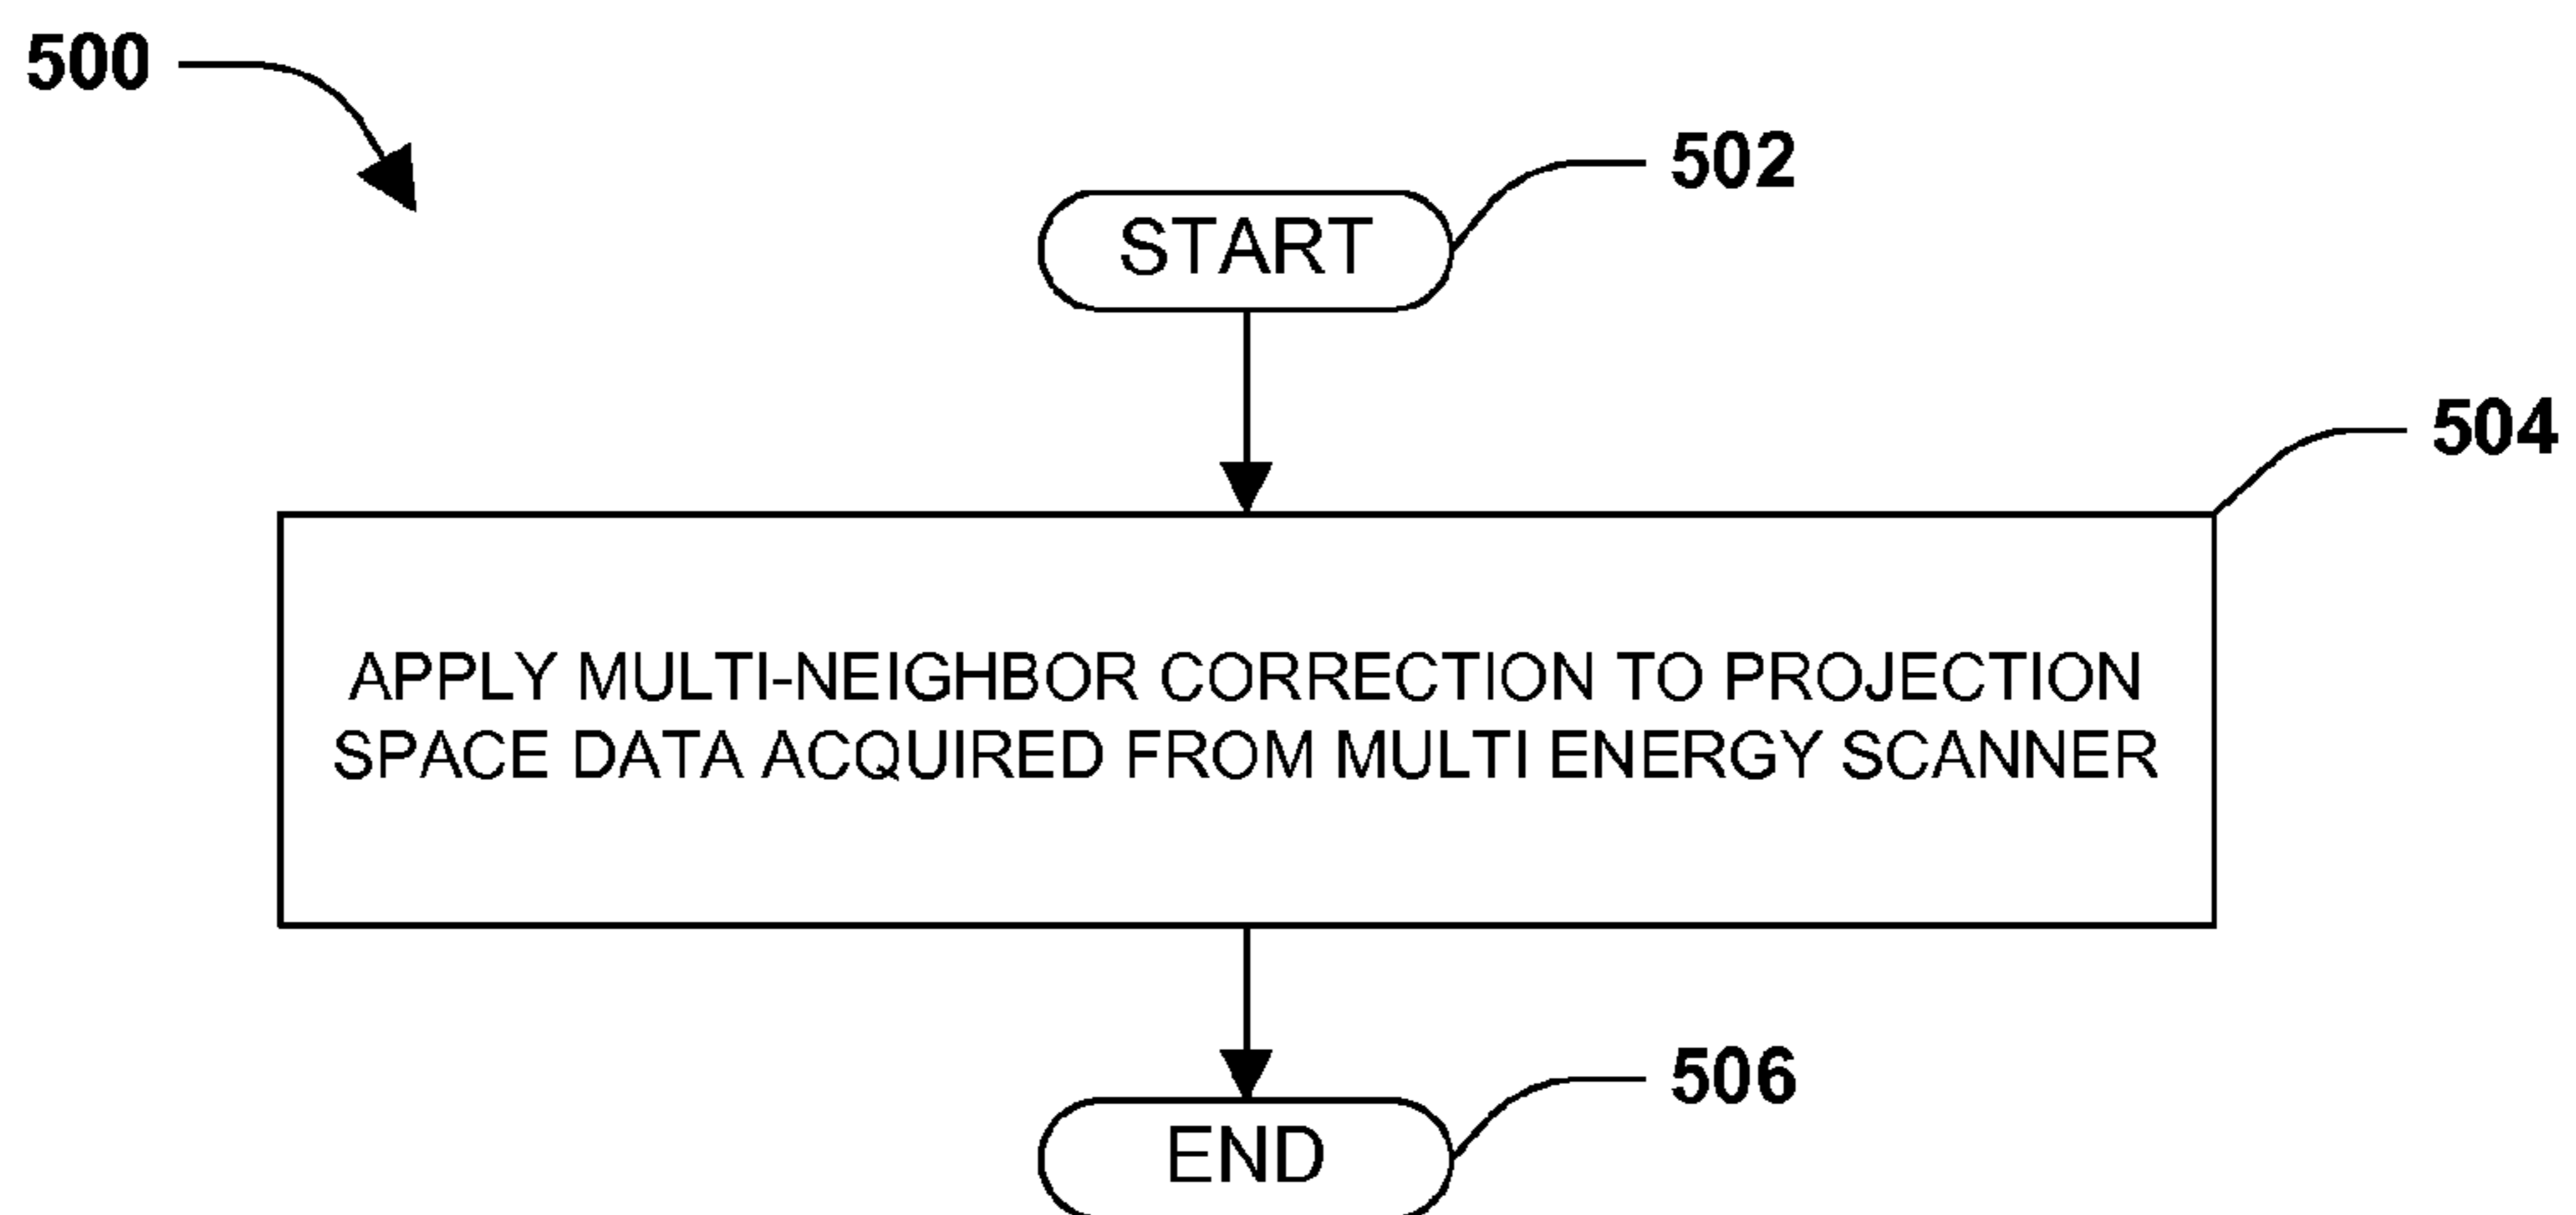 500
502
START
504
APPLY MULTI-NEIGHBOR CORRECTION TO PROJECTION
SPACE DATA ACQUIRED FROM MULTI ENERGY SCANNER
506
END